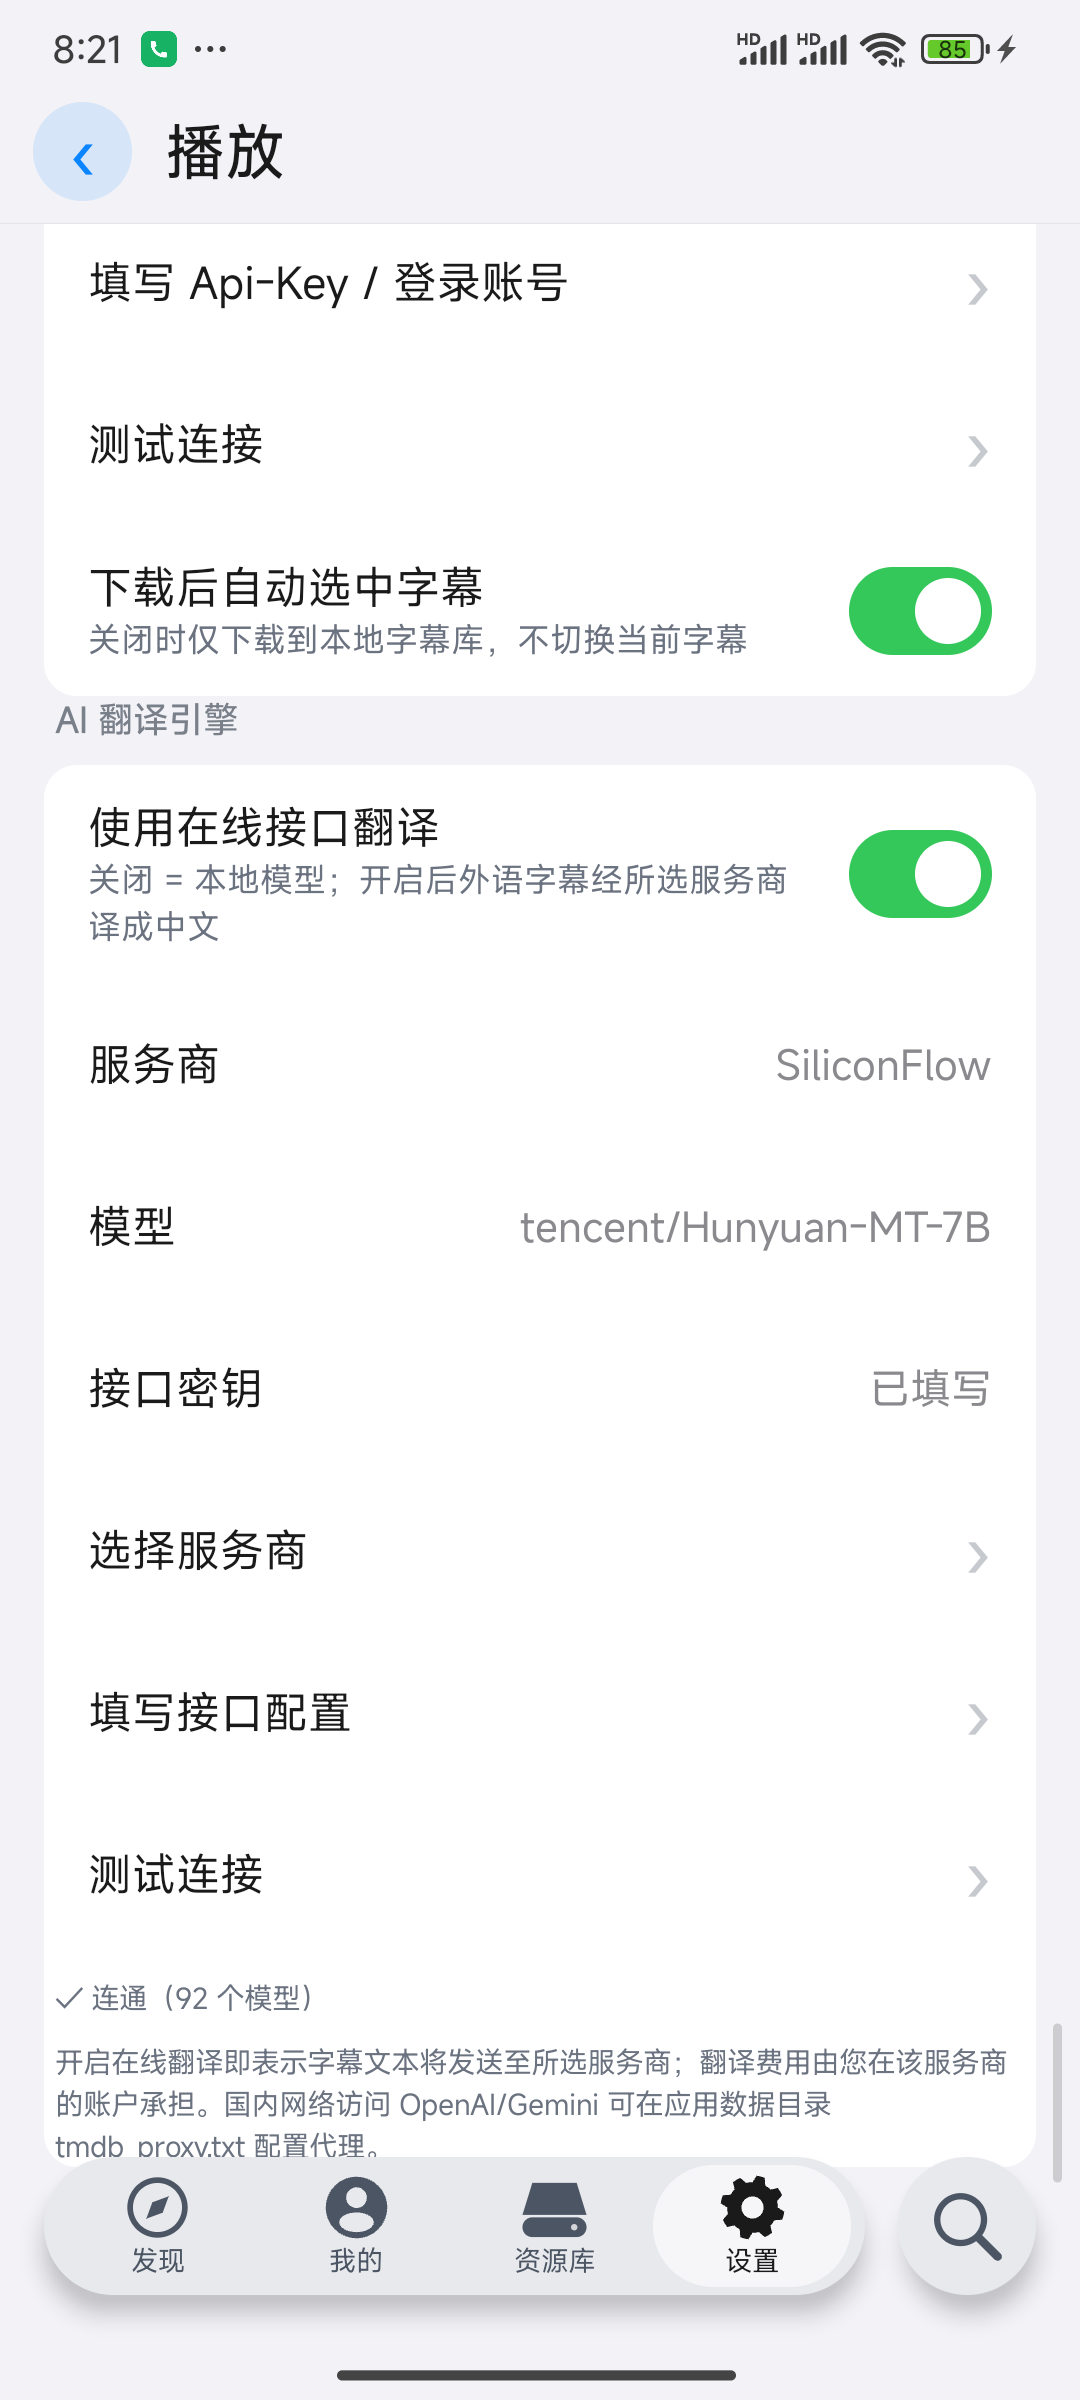 8:21
HD HD 85
播放
填写 Api-Key / 登录账号
测试连接
下载后自动选中字幕
关闭时仅下载到本地字幕库，不切换当前字幕
AI 翻译引擎
使用在线接口翻译
关闭 = 本地模型；开启后外语字幕经所选服务商
译成中文
服务商 SiliconFlow
模型 tencent/Hunyuan-MT-7B
接口密钥 已填写
选择服务商
填写接口配置
测试连接
✓ 连通（92 个模型）
开启在线翻译即表示字幕文本将发送至所选服务商；翻译费用由您在该服务商
的账户承担。国内网络访问 OpenAI/Gemini 可在应用数据目录
tmdb_proxy.txt 配置代理。
发现 我的 资源库 设置